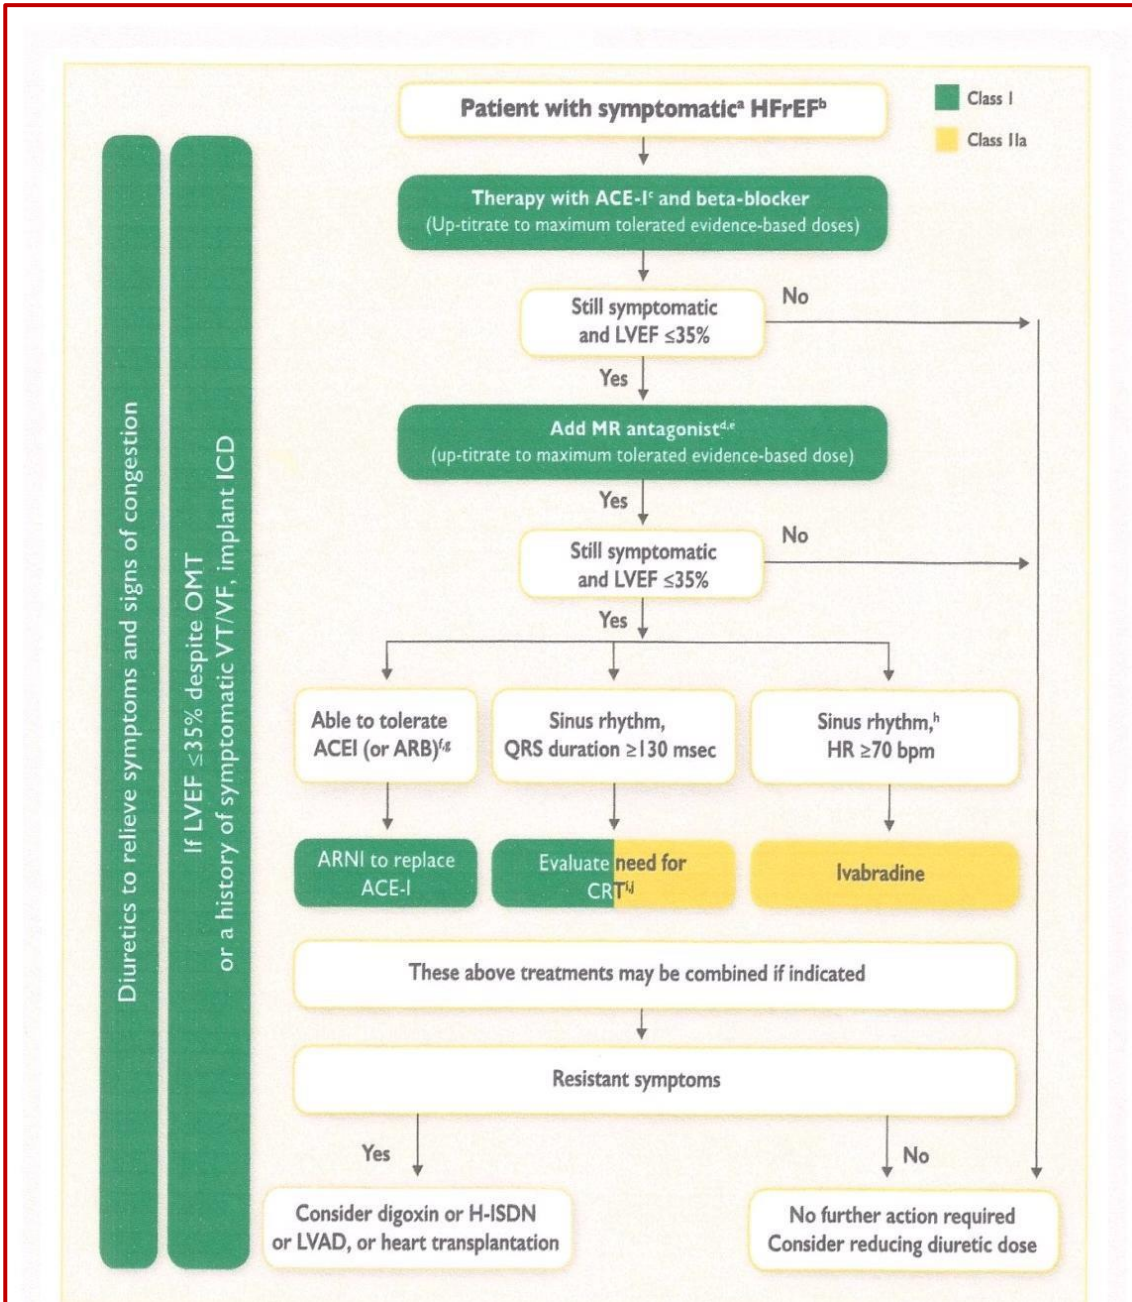 Patient with symptomaticᵃ HFrEFᵇ
Class I
Class IIa
Therapy with ACE-Iᶜ and beta-blocker
(Up-titrate to maximum tolerated evidence-based doses)
Still symptomatic
and LVEF ≤35%
No
Yes
Add MR antagonistᵈ,ᵉ
(up-titrate to maximum tolerated evidence-based dose)
Yes
Still symptomatic
and LVEF ≤35%
No
Yes
Able to tolerate
ACEI (or ARB)ᶠ,ᵍ
Sinus rhythm,
QRS duration ≥130 msec
Sinus rhythm,ʰ
HR ≥70 bpm
ARNI to replace
ACE-I
Evaluate need for
CRTⁱ,ʲ
Ivabradine
These above treatments may be combined if indicated
Resistant symptoms
Yes
No
Consider digoxin or H-ISDN
or LVAD, or heart transplantation
No further action required
Consider reducing diuretic dose
Diuretics to relieve symptoms and signs of congestion
If LVEF ≤35% despite OMT
or a history of symptomatic VT/VF, implant ICD